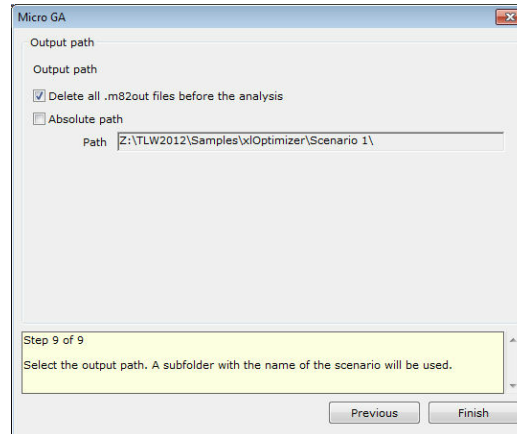 Micro GA
Output path
Output path
Delete all .m82out files before the analysis
Absolute path
Path Z:\TLW2012\Samples\xlOptimizer\Scenario 1\
Step 9 of 9
Select the output path. A subfolder with the name of the scenario will be used.
Previous Finish